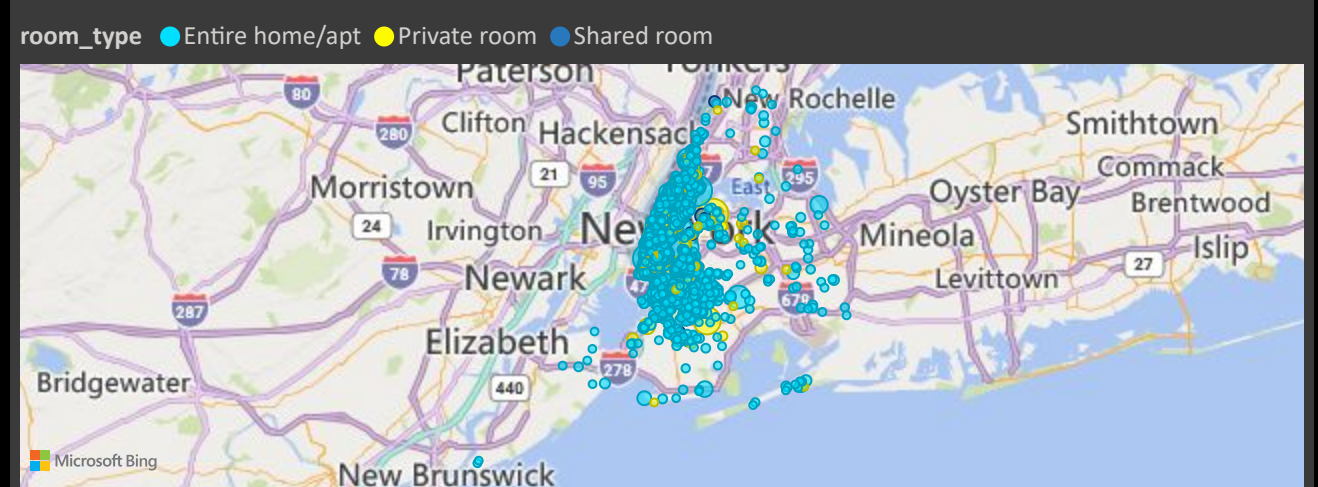 room_type Entire home/apt Private room Shared room
Paterson
Yonkers
80
New Rochelle
Clifton
280
Hackensack
Smithtown
Commack
21
95
295
Morristown
East
Oyster Bay
Brentwood
24
Irvington
New York
Mineola
Islip
78
Newark
Levittown
27
287
678
Elizabeth
278
Bridgewater
440
Microsoft Bing
New Brunswick